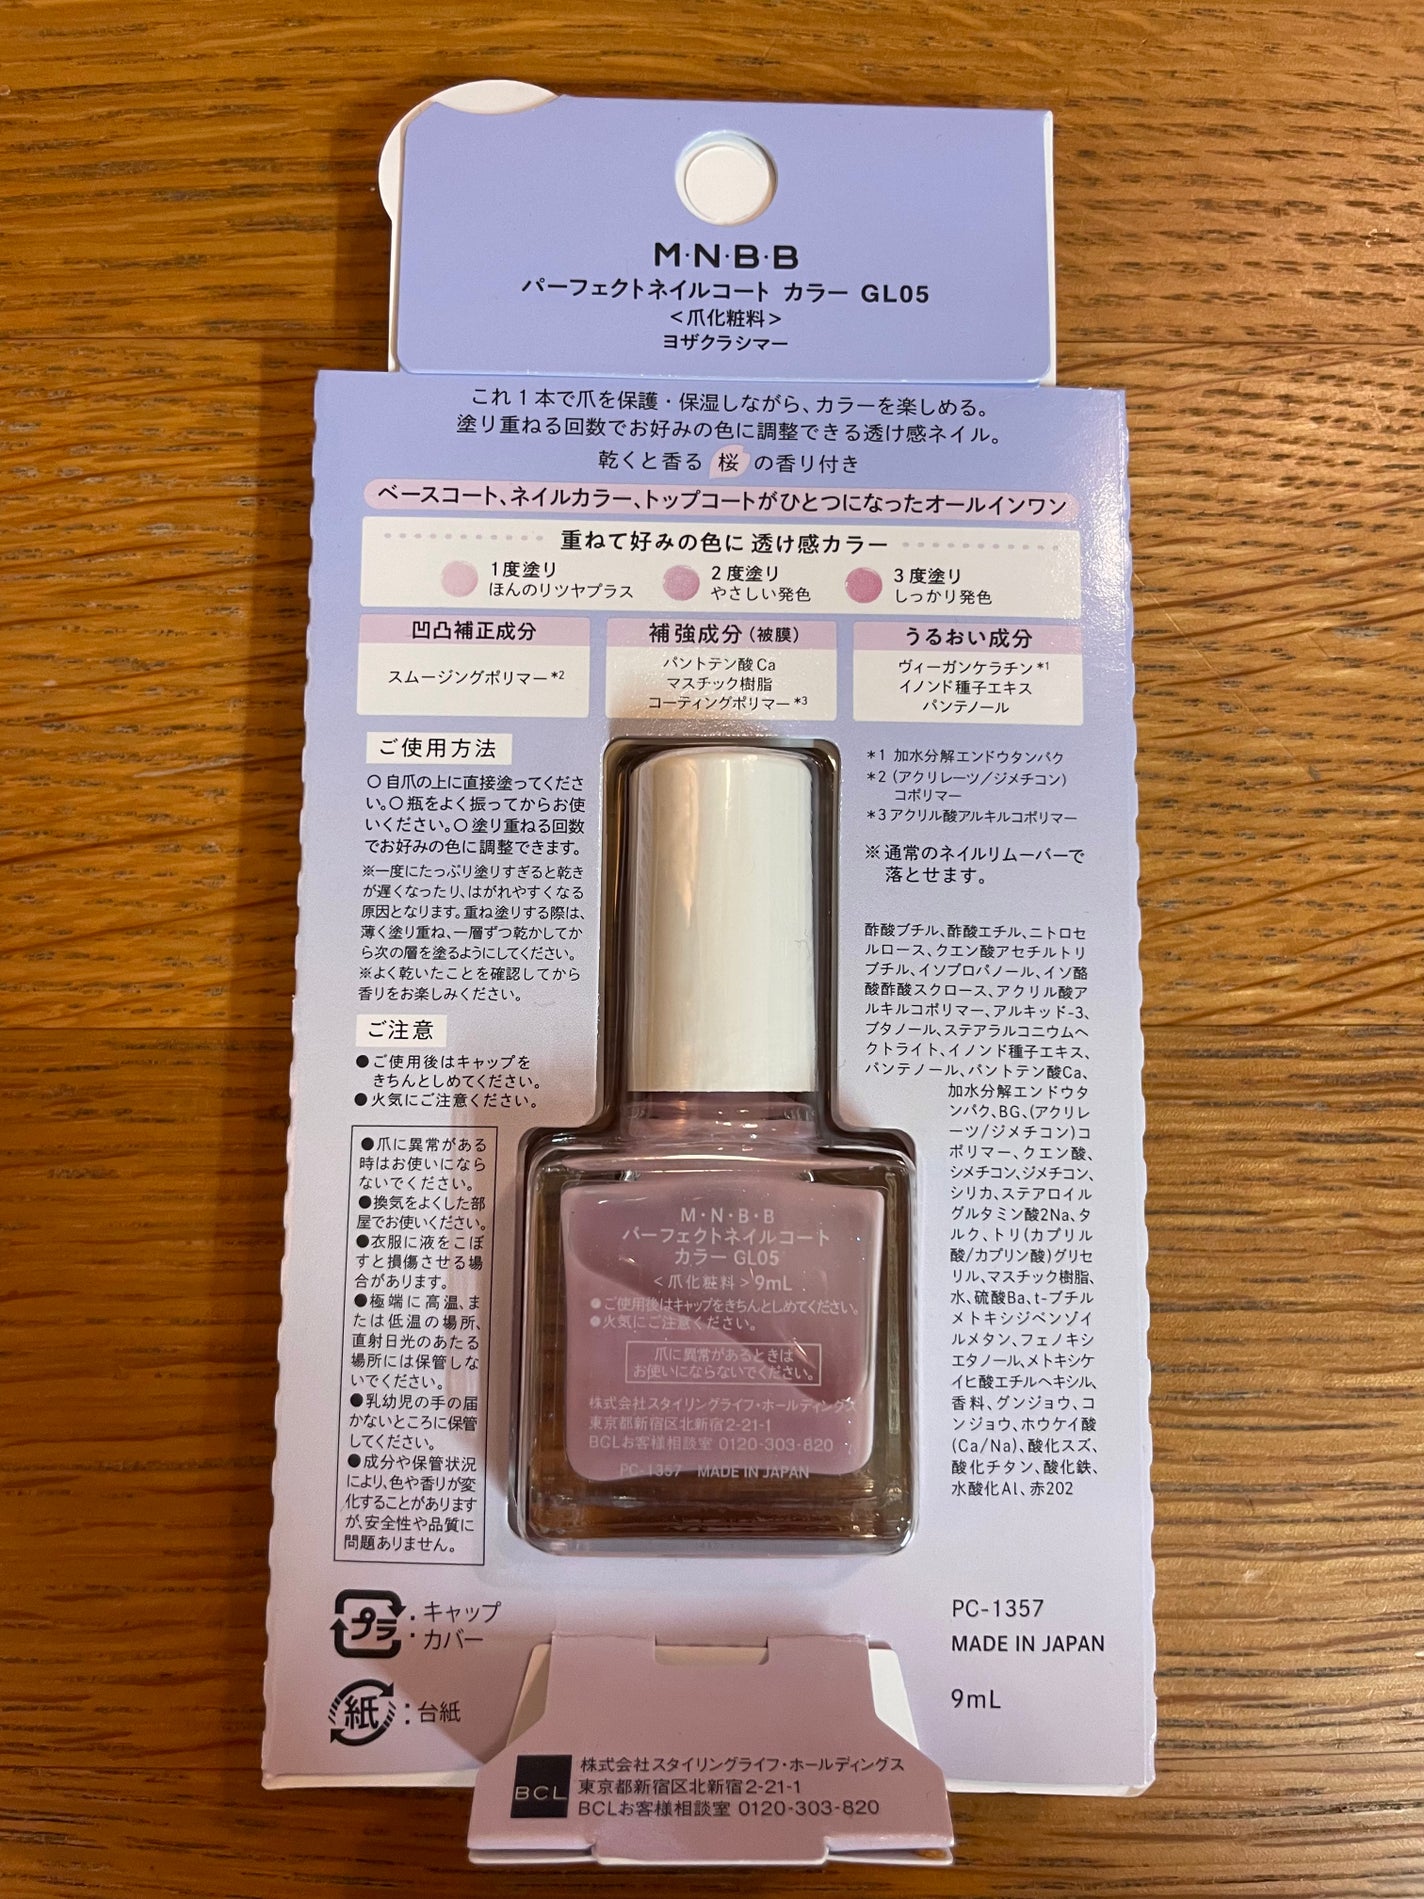 M·N·B·B
パーフェクトネイルコート カラー GL05
<爪化粧料>
ヨザクラシマー
これ1本で爪を保護・保湿しながら、カラーを楽しめる。
塗り重ねる回数でお好みの色に調整できる透け感ネイル。
乾くと香る 桜 の香り付き
ベースコート、ネイルカラー、トップコートがひとつになったオールインワン
重ねて好みの色に 透け感カラー
1度塗り
ほんのりツヤプラス
2度塗り
やさしい発色
3度塗り
しっかり発色
凹凸補正成分
スムージングポリマー*2
補強成分(被膜)
パントテン酸Ca
マスチック樹脂
コーティングポリマー*3
うるおい成分
ヴィーガンケラチン*1
イノンド種子エキス
パンテノール
ご使用方法
○自爪の上に直接塗ってくださ
い。○瓶をよく振ってからお使
いください。○塗り重ねる回数
でお好みの色に調整できます。
※一度にたっぷり塗りすぎると乾き
が遅くなったり、はがれやすくなる
原因となります。重ね塗りする際は、
薄く塗り重ね、一層ずつ乾かしてか
ら次の層を塗るようにしてください。
※よく乾いたことを確認してから
香りをお楽しみください。
ご注意
●ご使用後はキャップを
きちんとしめてください。
●火気にご注意ください。
●爪に異常がある
時はお使いになら
ないでください。
●換気をよくした部
屋でお使いください。
●衣服に液をこぼ
すと損傷させる場
合があります。
●極端に高温、ま
たは低温の場所、
直射日光のあたる
場所には保管しな
いでください。
●乳幼児の手の届
かないところに保管
してください。
●成分や保管状況
により、色や香りが変
化することがあります
が、安全性や品質に
問題ありません。
*1 加水分解エンドウタンパク
*2 (アクリレーツ/ジメチコン)
コポリマー
*3 アクリル酸アルキルコポリマー
※通常のネイルリムーバーで
落とせます。
酢酸ブチル、酢酸エチル、ニトロセ
ルロース、クエン酸アセチルトリ
ブチル、イソプロパノール、イソ酪
酸酢酸スクロース、アクリル酸ア
ルキルコポリマー、アルキッド-3、
ブタノール、ステアラルコニウムヘ
クトライト、イノンド種子エキス、
パンテノール、パントテン酸Ca、
加水分解エンドウタ
ンパク、BG、(アクリレ
ーツ/ジメチコン)コ
ポリマー、クエン酸、
シメチコン、ジメチコン、
シリカ、ステアロイル
グルタミン酸2Na、タ
ルク、トリ(カプリル
酸/カプリン酸)グリセ
リル、マスチック樹脂、
水、硫酸Ba、t-ブチル
メトキシジベンゾイ
ルメタン、フェノキシ
エタノール、メトキシケ
イヒ酸エチルヘキシル、
香料、グンジョウ、コ
ンジョウ、ホウケイ酸
(Ca/Na)、酸化スズ、
酸化チタン、酸化鉄、
水酸化Al、赤202
M·N·B·B
パーフェクトネイルコート
カラー GL05
<爪化粧料> 9mL
●ご使用後はキャップをきちんとしめてください。
●火気にご注意ください。
爪に異常があるときは
お使いにならないでください。
株式会社スタイリングライフ・ホールディングス
東京都新宿区北新宿2-21-1
BCLお客様相談室 0120-303-820
PC-1357 MADE IN JAPAN
プラ : キャップ
カバー
紙 : 台紙
PC-1357
MADE IN JAPAN
9mL
BCL
株式会社スタイリングライフ・ホールディングス
東京都新宿区北新宿2-21-1
BCLお客様相談室 0120-303-820